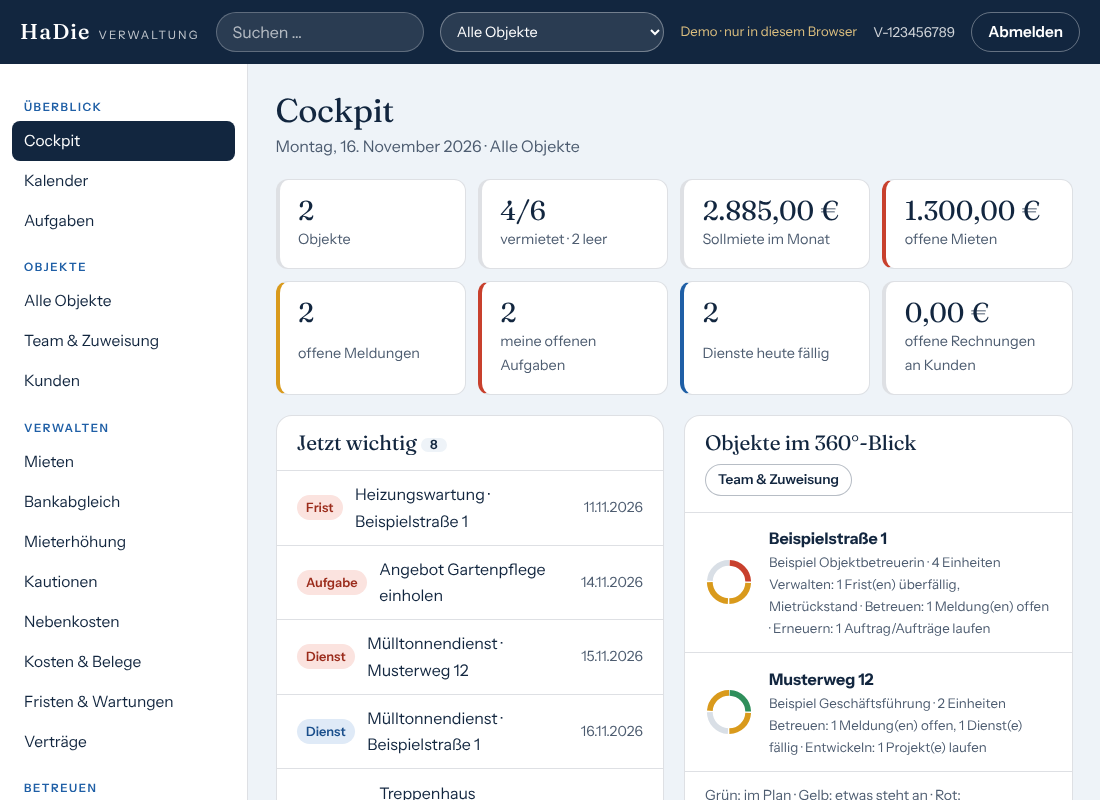 HaDie VERWALTUNG
Suchen ...
Alle Objekte
Demo · nur in diesem Browser
V-123456789
Abmelden
ÜBERBLICK
Cockpit
Kalender
Aufgaben
OBJEKTE
Alle Objekte
Team & Zuweisung
Kunden
VERWALTEN
Mieten
Bankabgleich
Mieterhöhung
Kautionen
Nebenkosten
Kosten & Belege
Fristen & Wartungen
Verträge
BETREUEN
Cockpit
Montag, 16. November 2026 · Alle Objekte
2
Objekte
4/6
vermietet · 2 leer
2.885,00 €
Sollmiete im Monat
1.300,00 €
offene Mieten
2
offene Meldungen
2
meine offenen
Aufgaben
2
Dienste heute fällig
0,00 €
offene Rechnungen
an Kunden
Jetzt wichtig 8
Frist
Heizungswartung ·
Beispielstraße 1
11.11.2026
Aufgabe
Angebot Gartenpflege
einholen
14.11.2026
Dienst
Mülltonnendienst ·
Musterweg 12
15.11.2026
Dienst
Mülltonnendienst ·
Beispielstraße 1
16.11.2026
Treppenhaus
Objekte im 360°-Blick
Team & Zuweisung
Beispielstraße 1
Beispiel Objektbetreuerin · 4 Einheiten
Verwalten: 1 Frist(en) überfällig,
Mietrückstand · Betreuen: 1 Meldung(en) offen
· Erneuern: 1 Auftrag/Aufträge laufen
Musterweg 12
Beispiel Geschäftsführung · 2 Einheiten
Betreuen: 1 Meldung(en) offen, 1 Dienst(e)
fällig · Entwickeln: 1 Projekt(e) laufen
Grün: im Plan · Gelb: etwas steht an · Rot: